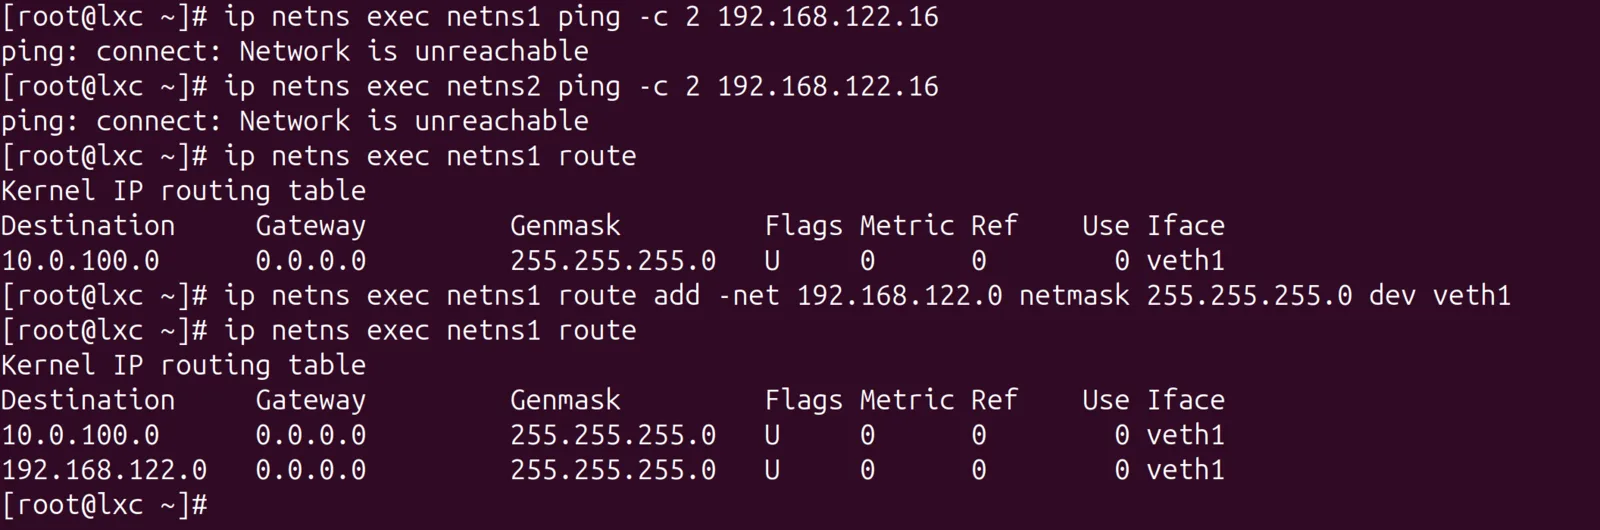 [root@lxc ~]# ip netns exec netns1 ping -c 2 192.168.122.16
ping: connect: Network is unreachable
[root@lxc ~]# ip netns exec netns2 ping -c 2 192.168.122.16
ping: connect: Network is unreachable
[root@lxc ~]# ip netns exec netns1 route
Kernel IP routing table
Destination     Gateway         Genmask         Flags Metric Ref    Use Iface
10.0.100.0      0.0.0.0         255.255.255.0   U     0      0        0 veth1
[root@lxc ~]# ip netns exec netns1 route add -net 192.168.122.0 netmask 255.255.255.0 dev veth1
[root@lxc ~]# ip netns exec netns1 route
Kernel IP routing table
Destination     Gateway         Genmask         Flags Metric Ref    Use Iface
10.0.100.0      0.0.0.0         255.255.255.0   U     0      0        0 veth1
192.168.122.0   0.0.0.0         255.255.255.0   U     0      0        0 veth1
[root@lxc ~]#